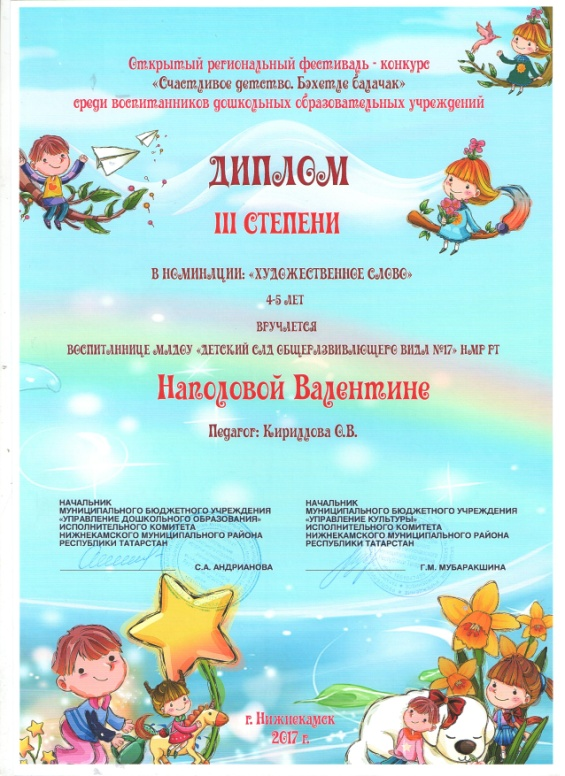 Открытый региональный фестиваль - конкурс
«Счастливое детство. Бәхетле балачак»
среди воспитанников дошкольных образовательных учреждений
ДИПЛОМ
III СТЕПЕНИ
В НОМИНАЦИИ: «ХУДОЖЕСТВЕННОЕ СЛОВО»
4-5 ЛЕТ
ВРУЧАЕТСЯ
ВОСПИТАННИЦЕ МАДОУ «ДЕТСКИЙ САД ОБЩЕРАЗВИВАЮЩЕГО ВИДА №17» НМР РТ
Наполовой Валентине
Педагог: Кириллова С.В.
НАЧАЛЬНИК
МУНИЦИПАЛЬНОГО БЮДЖЕТНОГО УЧРЕЖДЕНИЯ
«УПРАВЛЕНИЕ ДОШКОЛЬНОГО ОБРАЗОВАНИЯ»
ИСПОЛНИТЕЛЬНОГО КОМИТЕТА
НИЖНЕКАМСКОГО МУНИЦИПАЛЬНОГО РАЙОНА
РЕСПУБЛИКИ ТАТАРСТАН
С.А. АНДРИАНОВА
НАЧАЛЬНИК
МУНИЦИПАЛЬНОГО БЮДЖЕТНОГО УЧРЕЖДЕНИЯ
«УПРАВЛЕНИЕ КУЛЬТУРЫ»
ИСПОЛНИТЕЛЬНОГО КОМИТЕТА
НИЖНЕКАМСКОГО МУНИЦИПАЛЬНОГО РАЙОНА
РЕСПУБЛИКИ ТАТАРСТАН
Г.М. МУБАРАКШИНА
г. Нижнекамск
2017 г.